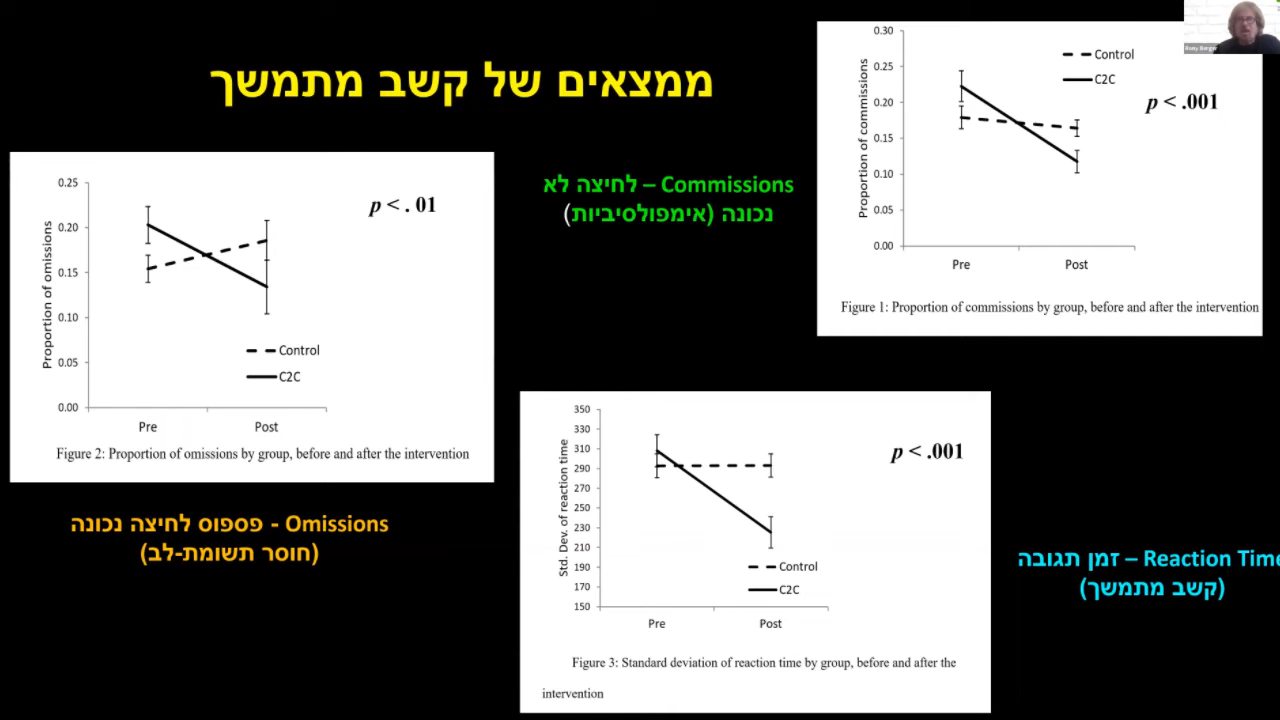 ממצאים של קשב מתמשך
Rony Berger
0.30
0.25
0.20
0.15
0.10
0.05
0.00
Proportion of commissions
Control
C2C
p < .001
Pre Post
Figure 1: Proportion of commissions by group, before and after the intervention
Commissions – לחיצה לא
נכונה (אימפולסיביות)
0.25
0.20
0.15
0.10
0.05
0.00
Proportion of omissions
p < . 01
Control
C2C
Pre Post
Figure 2: Proportion of omissions by group, before and after the intervention
Omissions - פספוס לחיצה נכונה
(חוסר תשומת-לב)
350
330
310
290
270
250
230
210
190
170
150
Std. Dev. of reaction time
p < .001
Control
C2C
Pre Post
Figure 3: Standard deviation of reaction time by group, before and after the
intervention
Reaction Time – זמן תגובה
(קשב מתמשך)